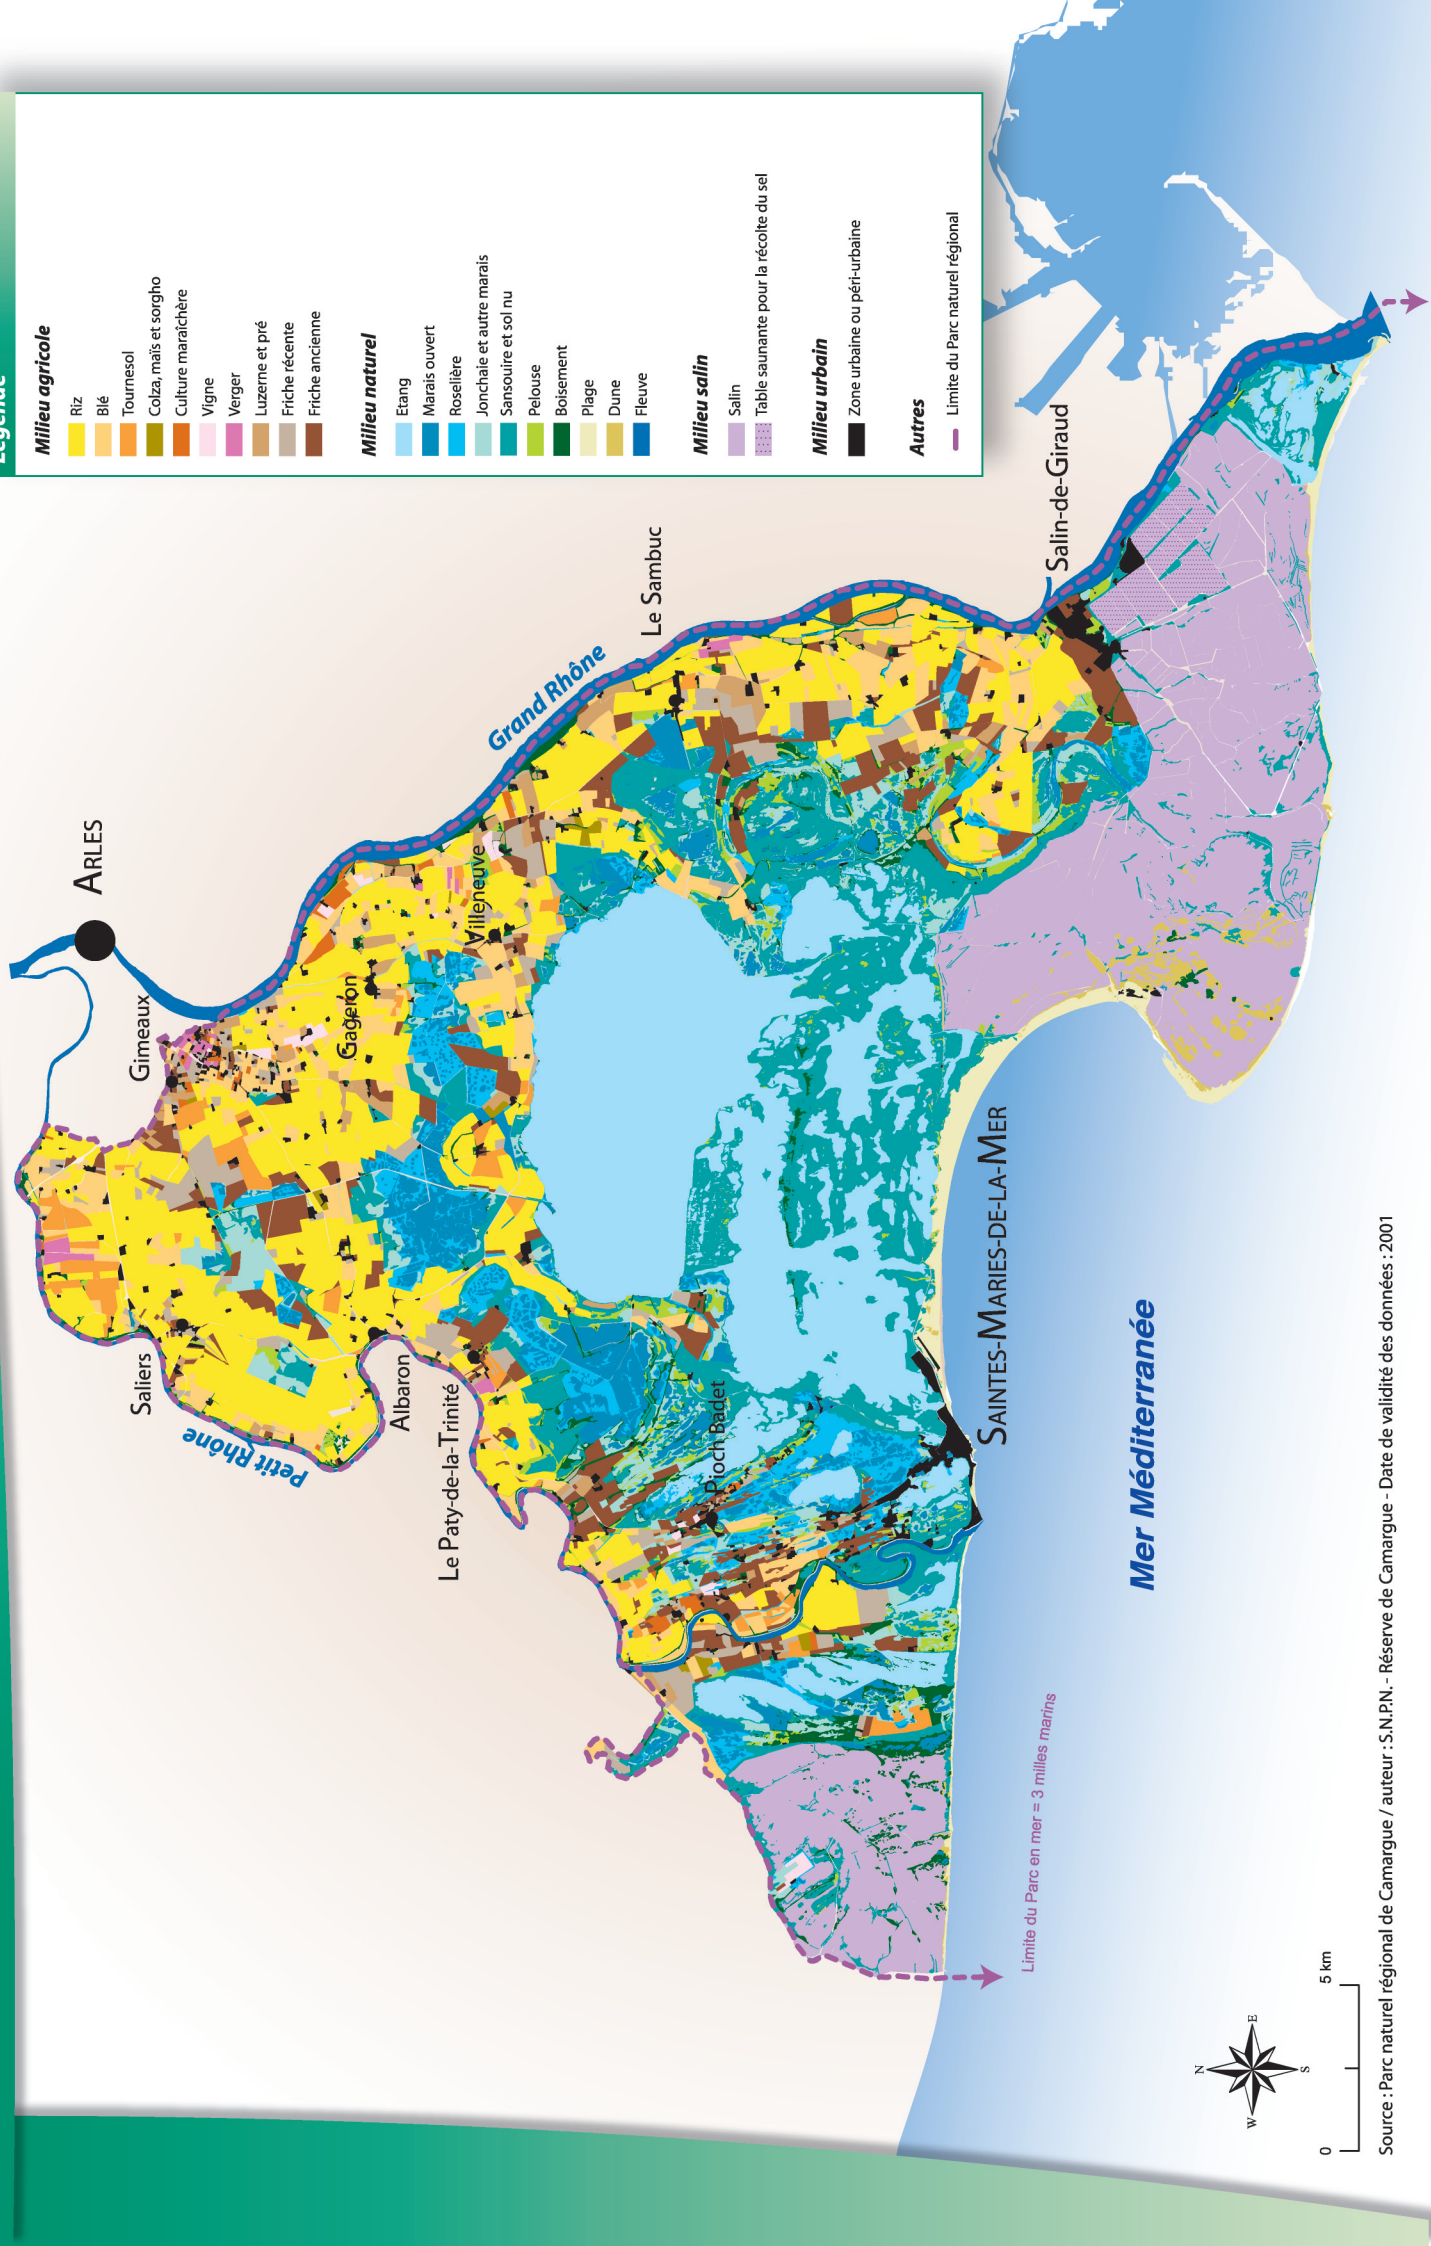 Légende
Milieu agricole
Riz
Blé
Tournesol
Colza, maïs et sorgho
Culture maraîchère
Vigne
Verger
Luzerne et pré
Friche récente
Friche ancienne
Milieu naturel
Etang
Marais ouvert
Roselière
Jonchaie et autre marais
Sansouire et sol nu
Pelouse
Boisement
Plage
Dune
Fleuve
Milieu salin
Salin
Table saunante pour la récolte du sel
Milieu urbain
Zone urbaine ou péri-urbaine
Autres
Limite du Parc naturel régional
ARLES
Gimeaux
Saliers
Petit Rhône
Gageron
Albaron
Villeneuve
Le Paty-de-la-Trinité
Grand Rhône
Le Sambuc
Pioch Badet
Salin-de-Giraud
SAINTES-MARIES-DE-LA-MER
Mer Méditerranée
Limite du Parc en mer = 3 milles marins
N
W
E
S
0
5 km
Source : Parc naturel régional de Camargue / auteur : S.N.P.N. - Réserve de Camargue - Date de validité des données : 2001